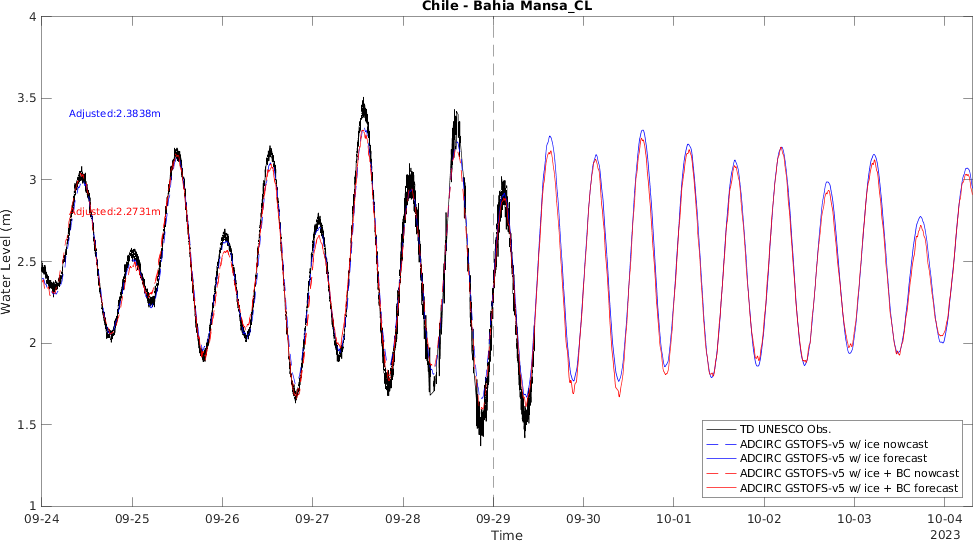 Chile - Bahia Mansa_CL
4
3.5
3
2.5
2
1.5
1
Water Level (m)
Adjusted:2.3838m
Adjusted:2.2731m
TD UNESCO Obs.
ADCIRC GSTOFS-v5 w/ ice nowcast
ADCIRC GSTOFS-v5 w/ ice forecast
ADCIRC GSTOFS-v5 w/ ice + BC nowcast
ADCIRC GSTOFS-v5 w/ ice + BC forecast
09-24 09-25 09-26 09-27 09-28 09-29 09-30 10-01 10-02 10-03 10-04
Time 2023